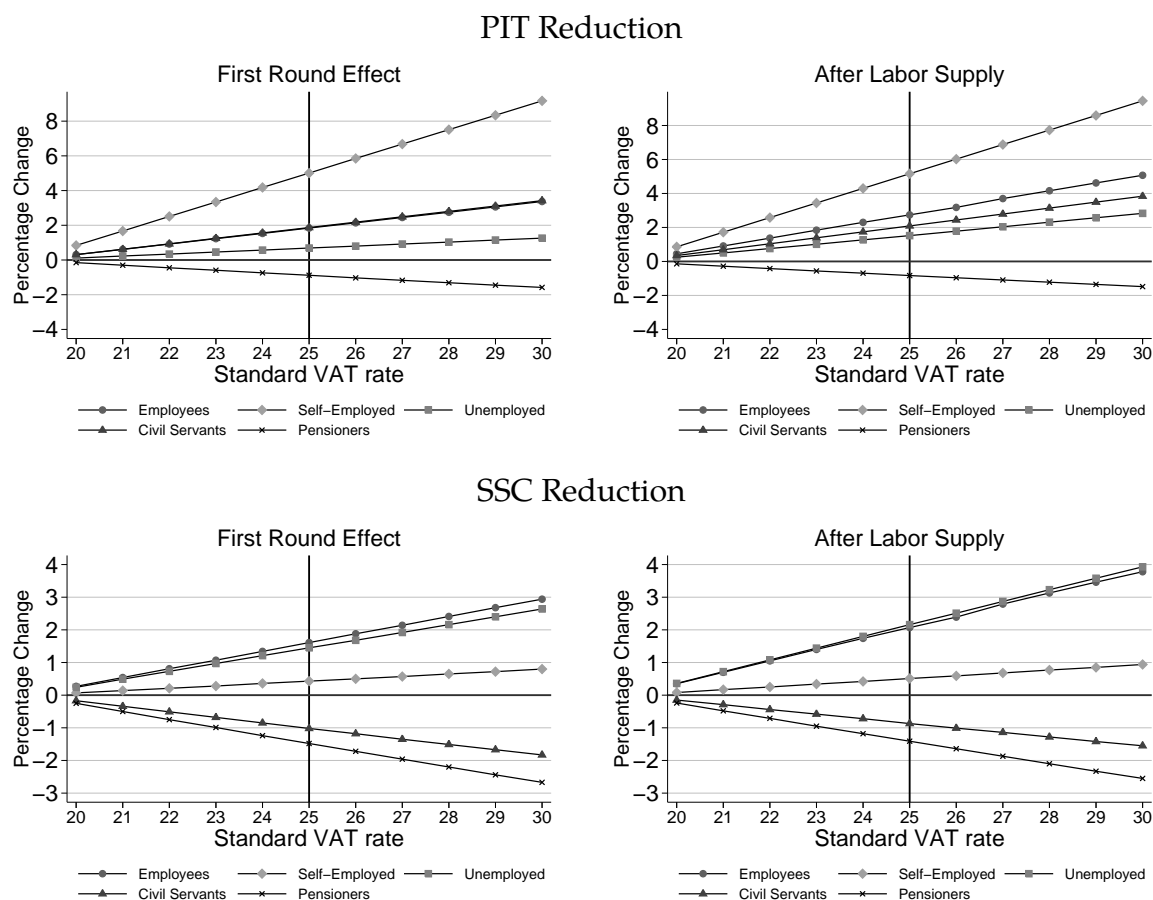 PIT Reduction
First Round Effect
Percentage Change
8
6
4
2
0
−2
−4
20 21 22 23 24 25 26 27 28 29 30
Standard VAT rate
Employees Self−Employed Unemployed
Civil Servants Pensioners
After Labor Supply
Percentage Change
8
6
4
2
0
−2
−4
20 21 22 23 24 25 26 27 28 29 30
Standard VAT rate
Employees Self−Employed Unemployed
Civil Servants Pensioners
SSC Reduction
First Round Effect
Percentage Change
4
3
2
1
0
−1
−2
−3
20 21 22 23 24 25 26 27 28 29 30
Standard VAT rate
Employees Self−Employed Unemployed
Civil Servants Pensioners
After Labor Supply
Percentage Change
4
3
2
1
0
−1
−2
−3
20 21 22 23 24 25 26 27 28 29 30
Standard VAT rate
Employees Self−Employed Unemployed
Civil Servants Pensioners